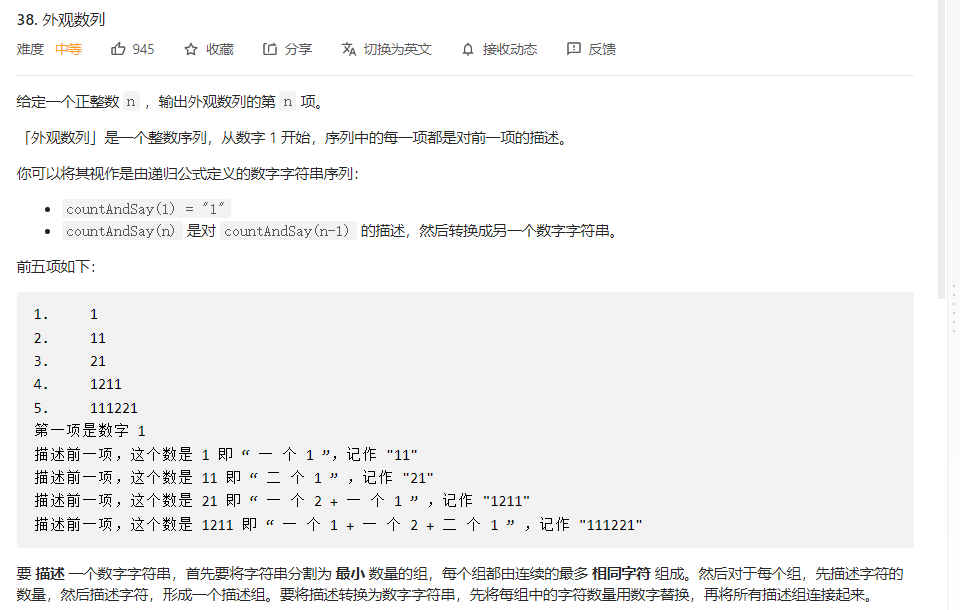 38. 外观数列
难度 中等 945 收藏 分享 切换为英文 接收动态 反馈
给定一个正整数 n ，输出外观数列的第 n 项。
「外观数列」是一个整数序列，从数字 1 开始，序列中的每一项都是对前一项的描述。
你可以将其视作是由递归公式定义的数字字符串序列：
• countAndSay(1) = "1"
• countAndSay(n) 是对 countAndSay(n-1) 的描述，然后转换成另一个数字字符串。
前五项如下：
1. 1
2. 11
3. 21
4. 1211
5. 111221
第一项是数字 1
描述前一项，这个数是 1 即 “ 一 个 1 ”，记作 "11"
描述前一项，这个数是 11 即 “ 二 个 1 ” ，记作 "21"
描述前一项，这个数是 21 即 “ 一 个 2 + 一 个 1 ” ，记作 "1211"
描述前一项，这个数是 1211 即 “ 一 个 1 + 一 个 2 + 二 个 1 ” ，记作 "111221"
要 描述 一个数字字符串，首先要将字符串分割为 最小 数量的组，每个组都由连续的最多 相同字符 组成。然后对于每个组，先描述字符的
数量，然后描述字符，形成一个描述组。要将描述转换为数字字符串，先将每组中的字符数量用数字替换，再将所有描述组连接起来。